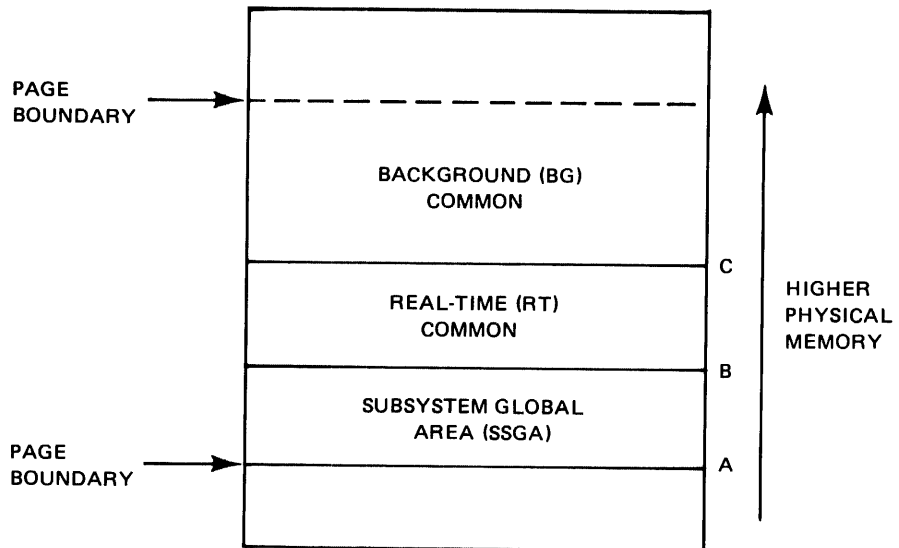 PAGE
BOUNDARY
BACKGROUND (BG)
COMMON
C
REAL-TIME (RT)
COMMON
HIGHER
PHYSICAL
MEMORY
B
SUBSYSTEM GLOBAL
AREA (SSGA)
PAGE
BOUNDARY
A